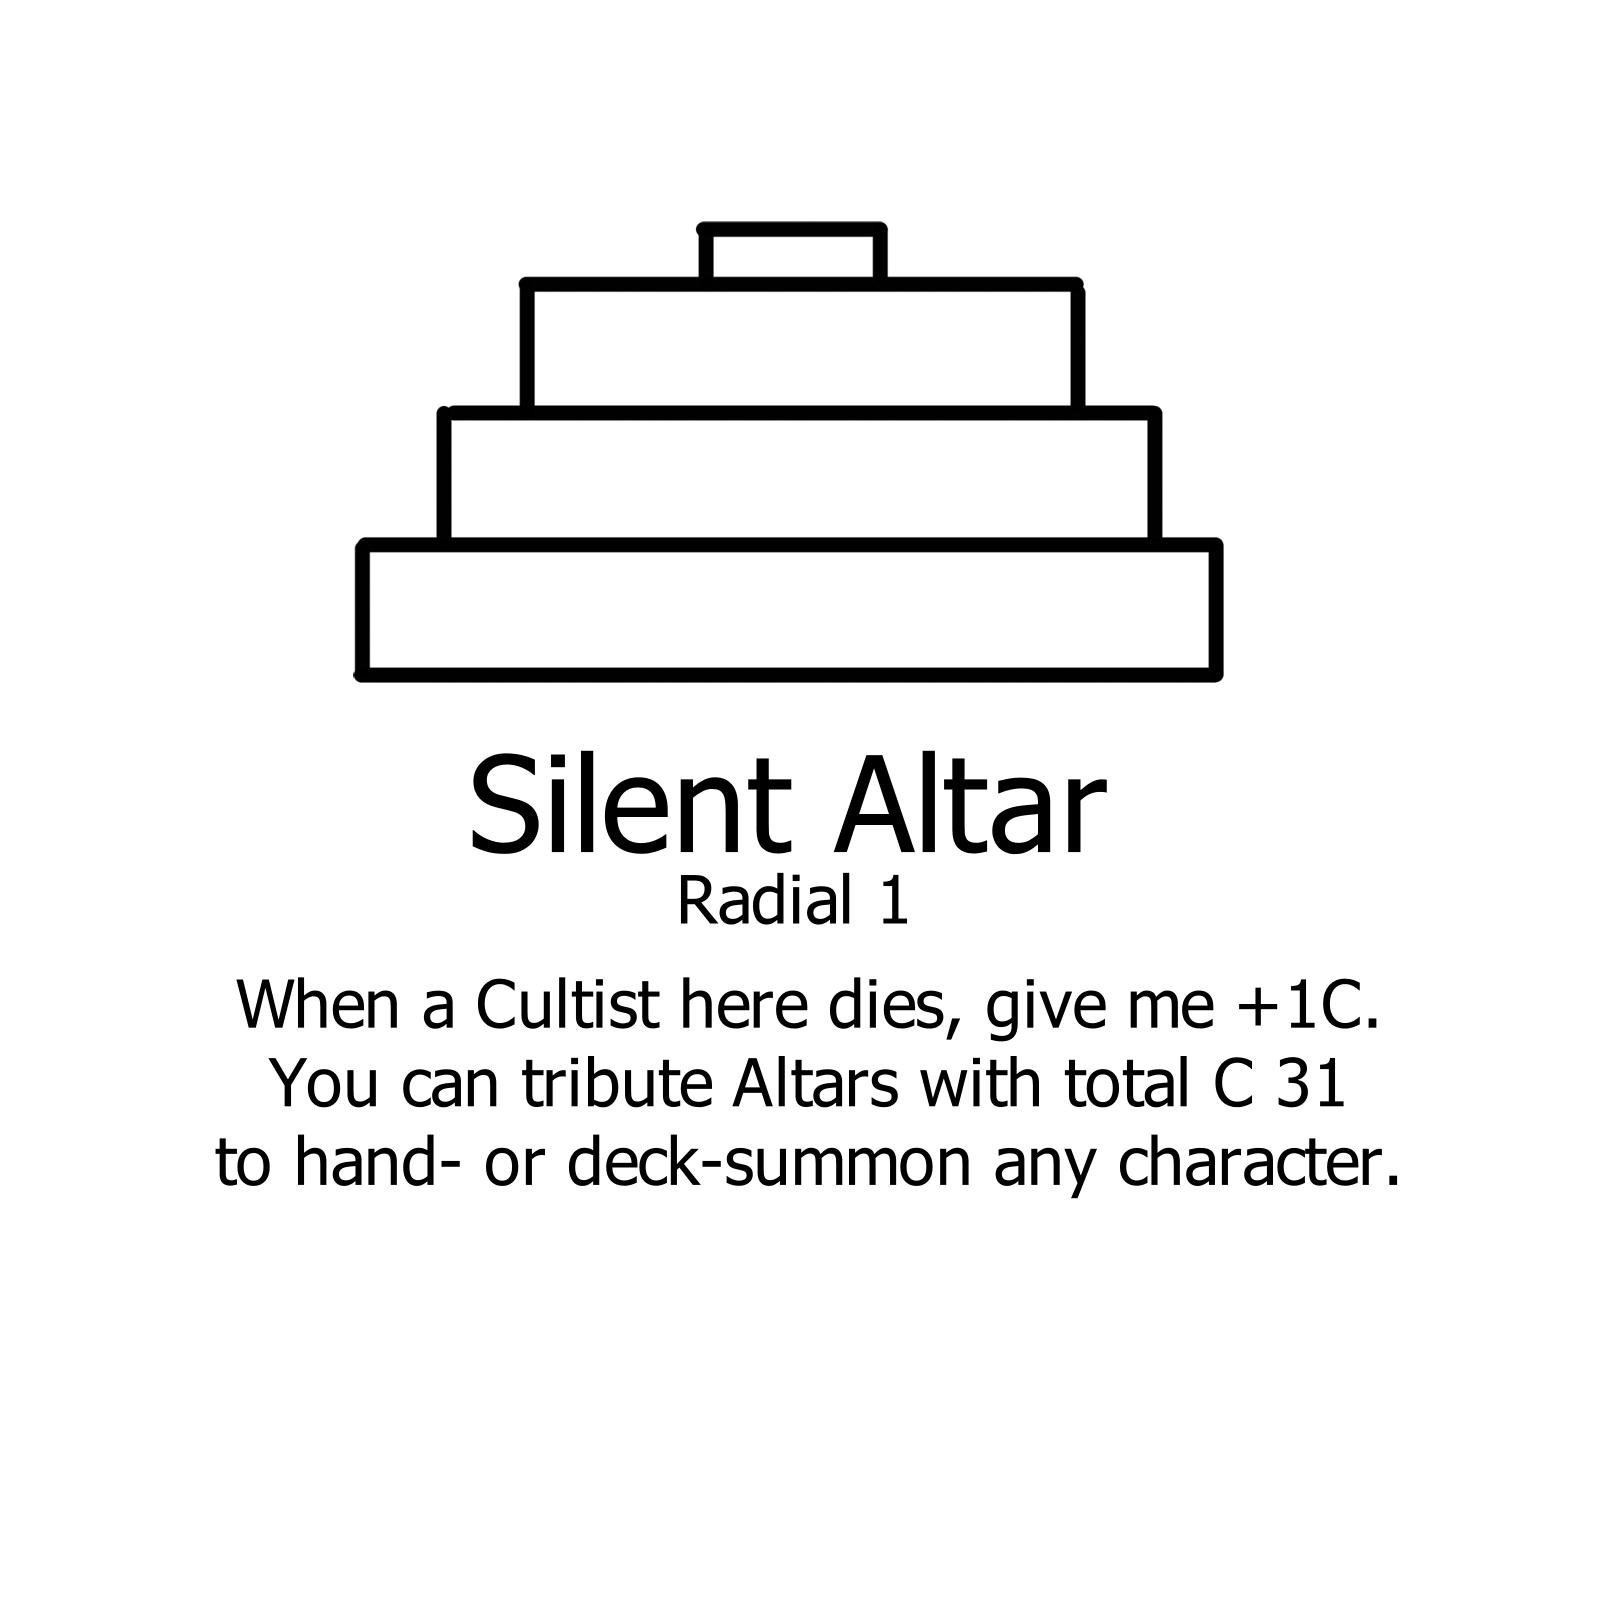 Silent Altar
Radial 1
When a Cultist here dies, give me +1C.
You can tribute Altars with total C 31
to hand- or deck-summon any character.